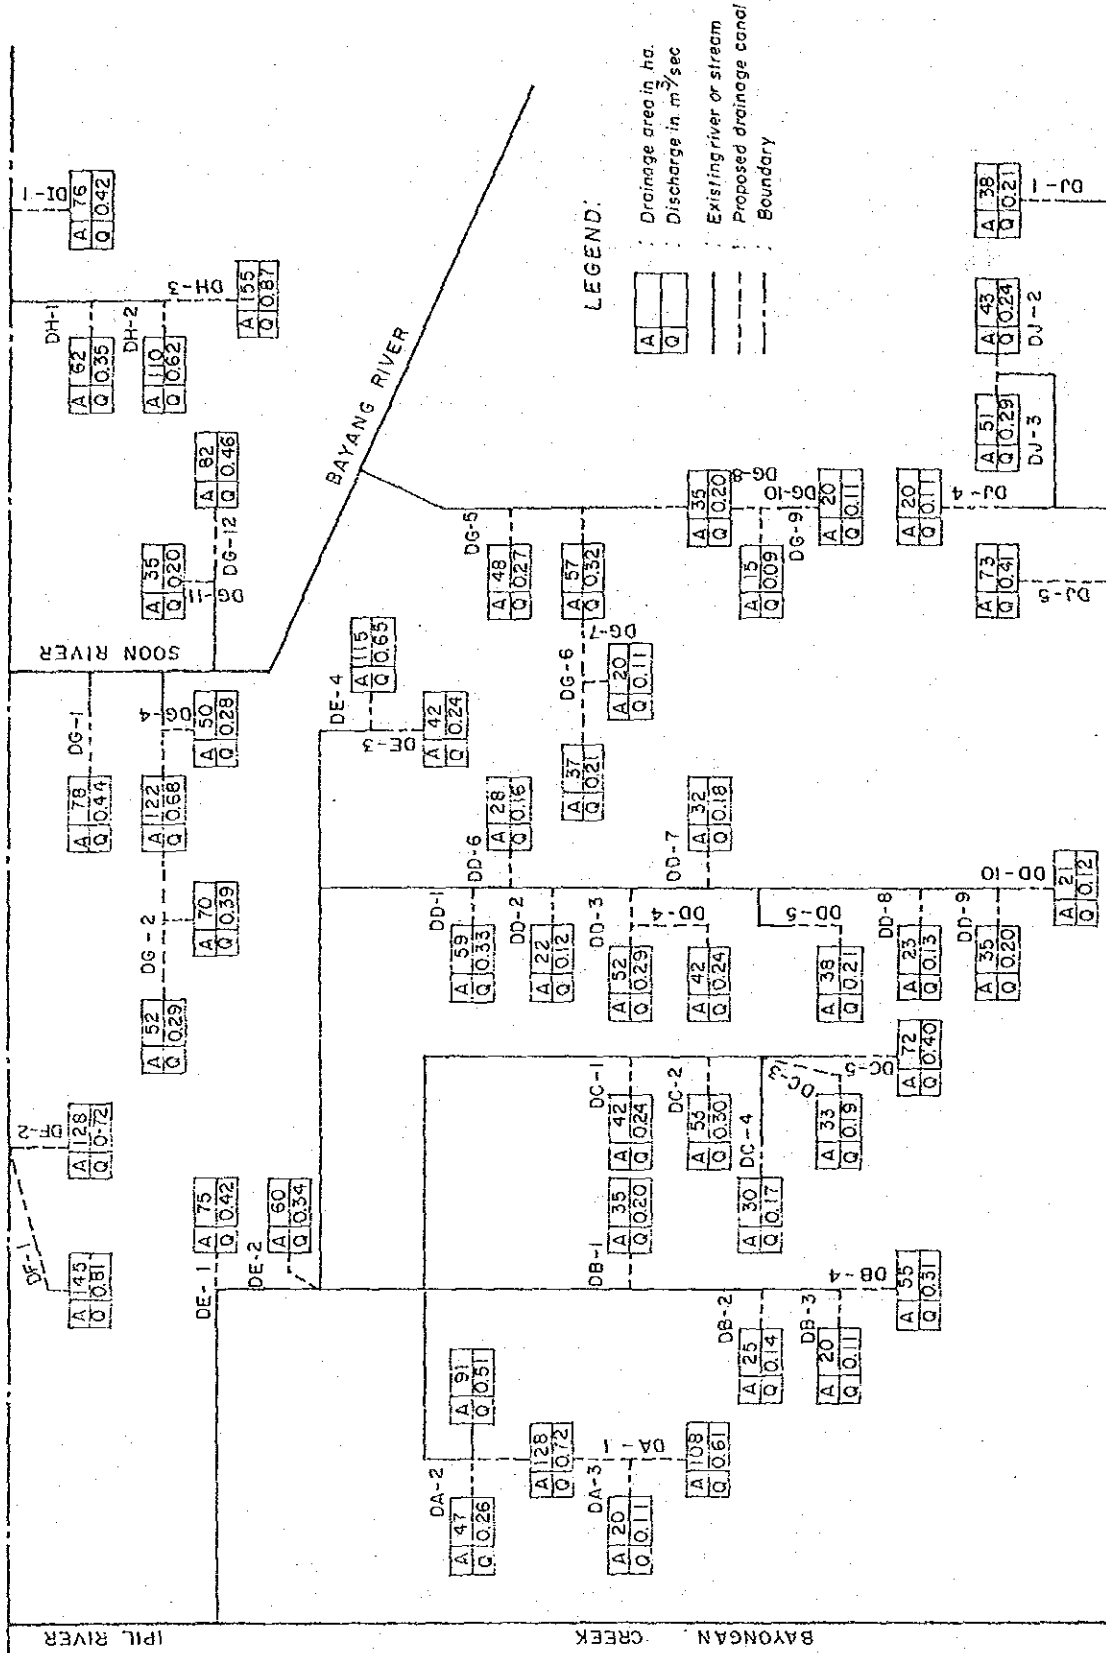 DI-1
A 76
Q 0.42
DH-1
A 62
Q 0.35
DH-2
A 110
Q 0.62
DH-3
A 155
Q 0.87
A 82
Q 0.46
DG-12
A 35
Q 0.20
DG-11
SOON RIVER
BAYANG RIVER
DG-1
A 78
Q 0.44
DG-4
A 50
Q 0.28
A 122
Q 0.68
DG-2
A 70
Q 0.39
A 52
Q 0.29
DF-2
A 128
Q 0.72
DF-1
A 145
Q 0.81
DE-1
A 75
Q 0.42
DE-2
A 60
Q 0.34
DE-4
A 115
Q 0.65
DE-3
A 42
Q 0.24
DG-5
A 48
Q 0.27
A 57
Q 0.32
DG-7
DG-6
A 20
Q 0.11
A 37
Q 0.21
A 35
Q 0.20
DG-8
DG-10
A 15
Q 0.09
DG-9
A 20
Q 0.11
LEGEND:
A
Q
: Drainage area in ha.
: Discharge in m³/sec
: Existing river or stream
: Proposed drainage canal
: Boundary
A 38
Q 0.21
DJ-1
A 43
Q 0.24
DJ-2
A 51
Q 0.29
DJ-3
A 20
Q 0.11
DJ-4
A 73
Q 0.41
DJ-5
DD-6
A 28
Q 0.16
DD-1
A 59
Q 0.33
DD-2
A 22
Q 0.12
DD-3
A 52
Q 0.29
DD-4
A 42
Q 0.24
DD-7
A 32
Q 0.18
DD-5
A 38
Q 0.21
DD-8
A 23
Q 0.13
DD-9
A 35
Q 0.20
DD-10
A 21
Q 0.12
DC-1
A 42
Q 0.24
DC-2
A 53
Q 0.30
DC-4
A 30
Q 0.17
DC-3
A 33
Q 0.19
DC-5
A 72
Q 0.40
DB-1
A 35
Q 0.20
DB-2
A 25
Q 0.14
DB-3
A 20
Q 0.11
DB-4
A 55
Q 0.31
A 91
Q 0.51
DA-2
A 47
Q 0.26
A 128
Q 0.72
DA-1
DA-3
A 20
Q 0.11
A 108
Q 0.61
IPIL RIVER
BAYONGAN CREEK